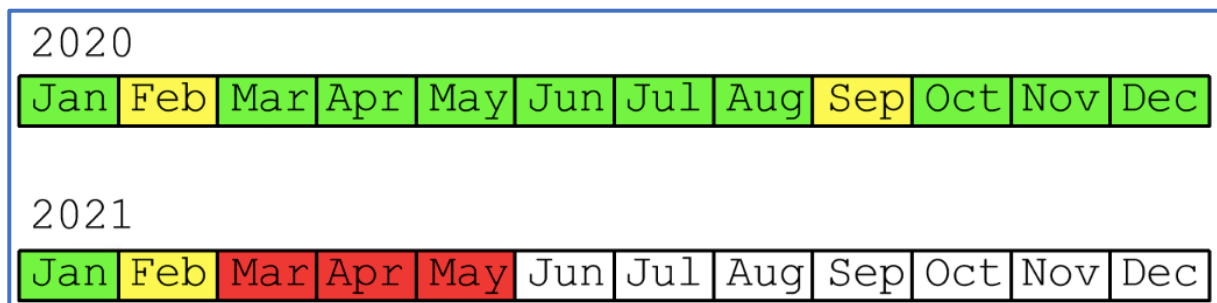 2020
Jan Feb Mar Apr May Jun Jul Aug Sep Oct Nov Dec
2021
Jan Feb Mar Apr May Jun Jul Aug Sep Oct Nov Dec